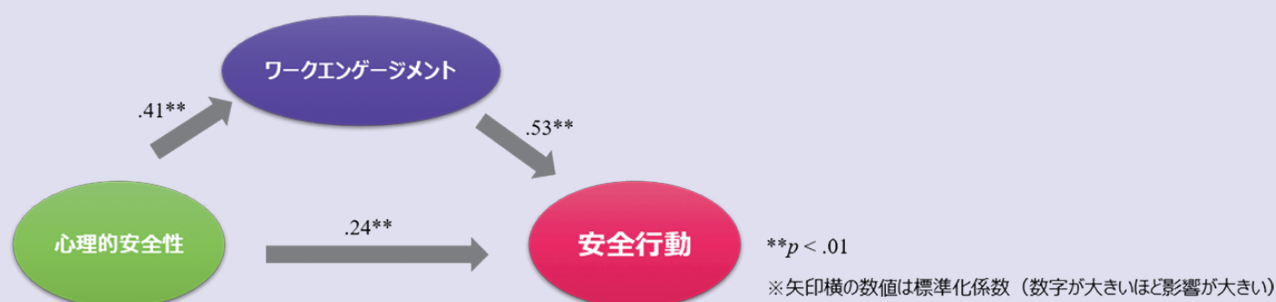 ワークエンゲージメント
.41**
.53**
心理的安全性
.24**
安全行動
**p < .01
※矢印横の数値は標準化係数（数字が大きいほど影響が大きい）